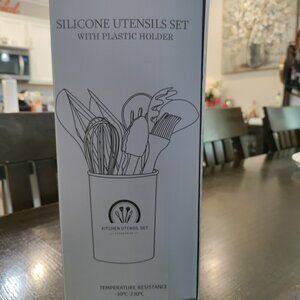 SILICONE UTENSILS SET
WITH PLASTIC HOLDER
KITCHEN UTENSIL SET
TEMPERATURE RESISTANCE